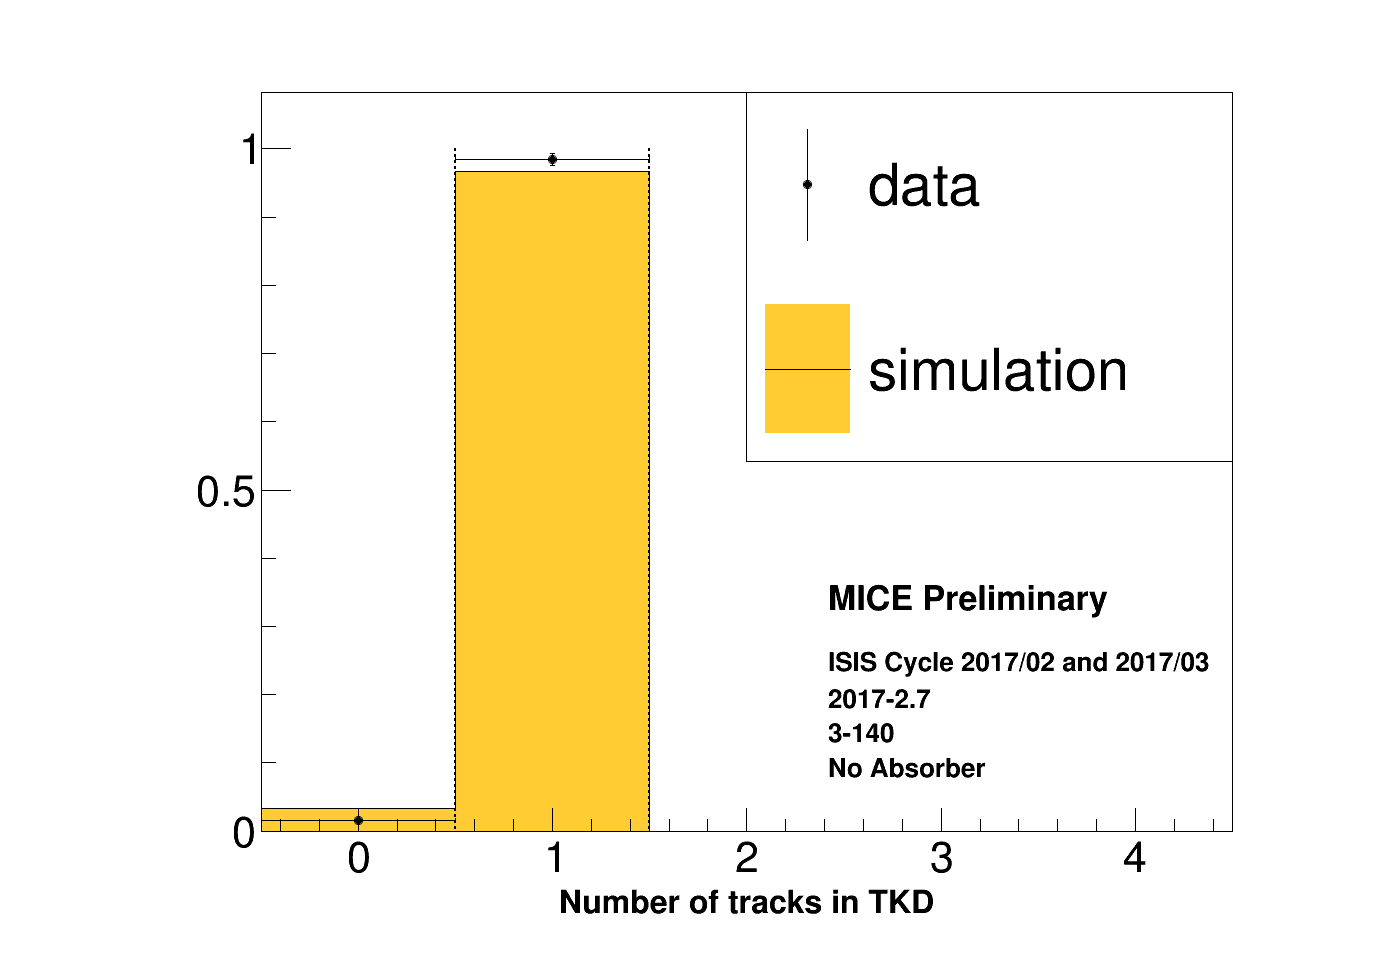 1
0.5
0
data
simulation
MICE Preliminary
ISIS Cycle 2017/02 and 2017/03
2017-2.7
3-140
No Absorber
0 1 2 3 4
Number of tracks in TKD